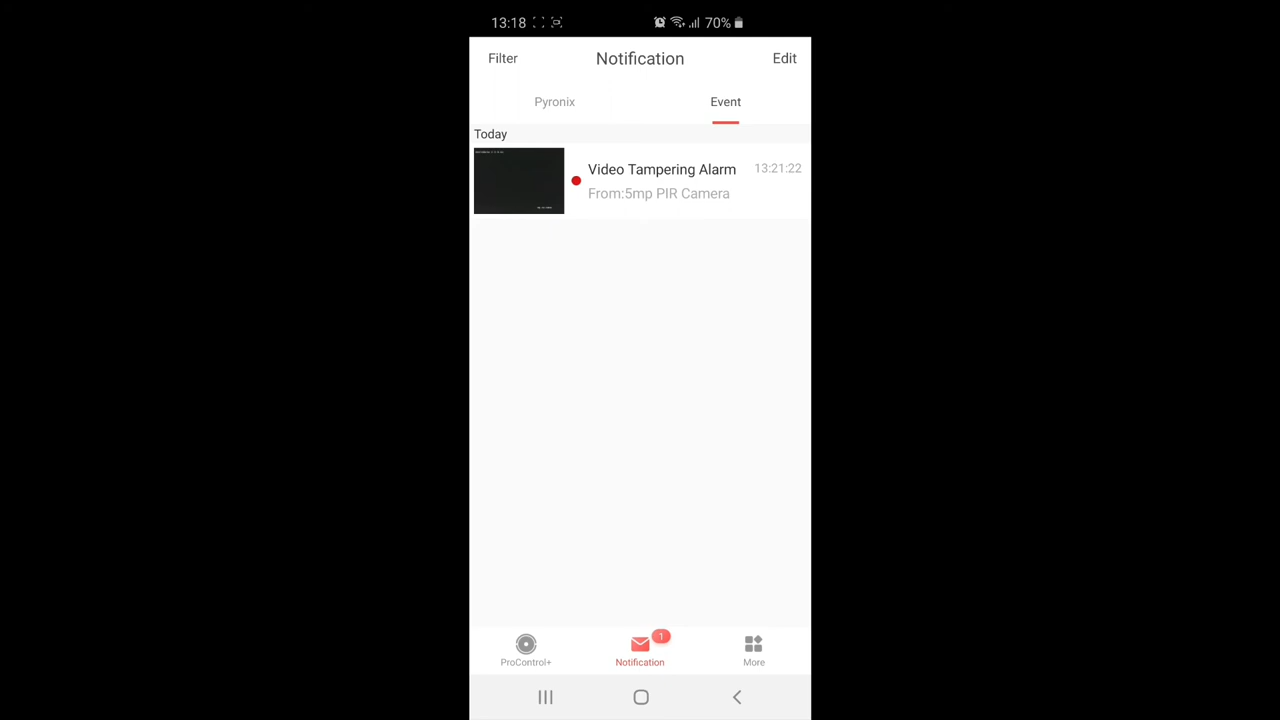 13:18
70%
Filter
Notification
Edit
Pyronix
Event
Today
Video Tampering Alarm
13:21:22
From:5mp PIR Camera
1
ProControl+
Notification
More